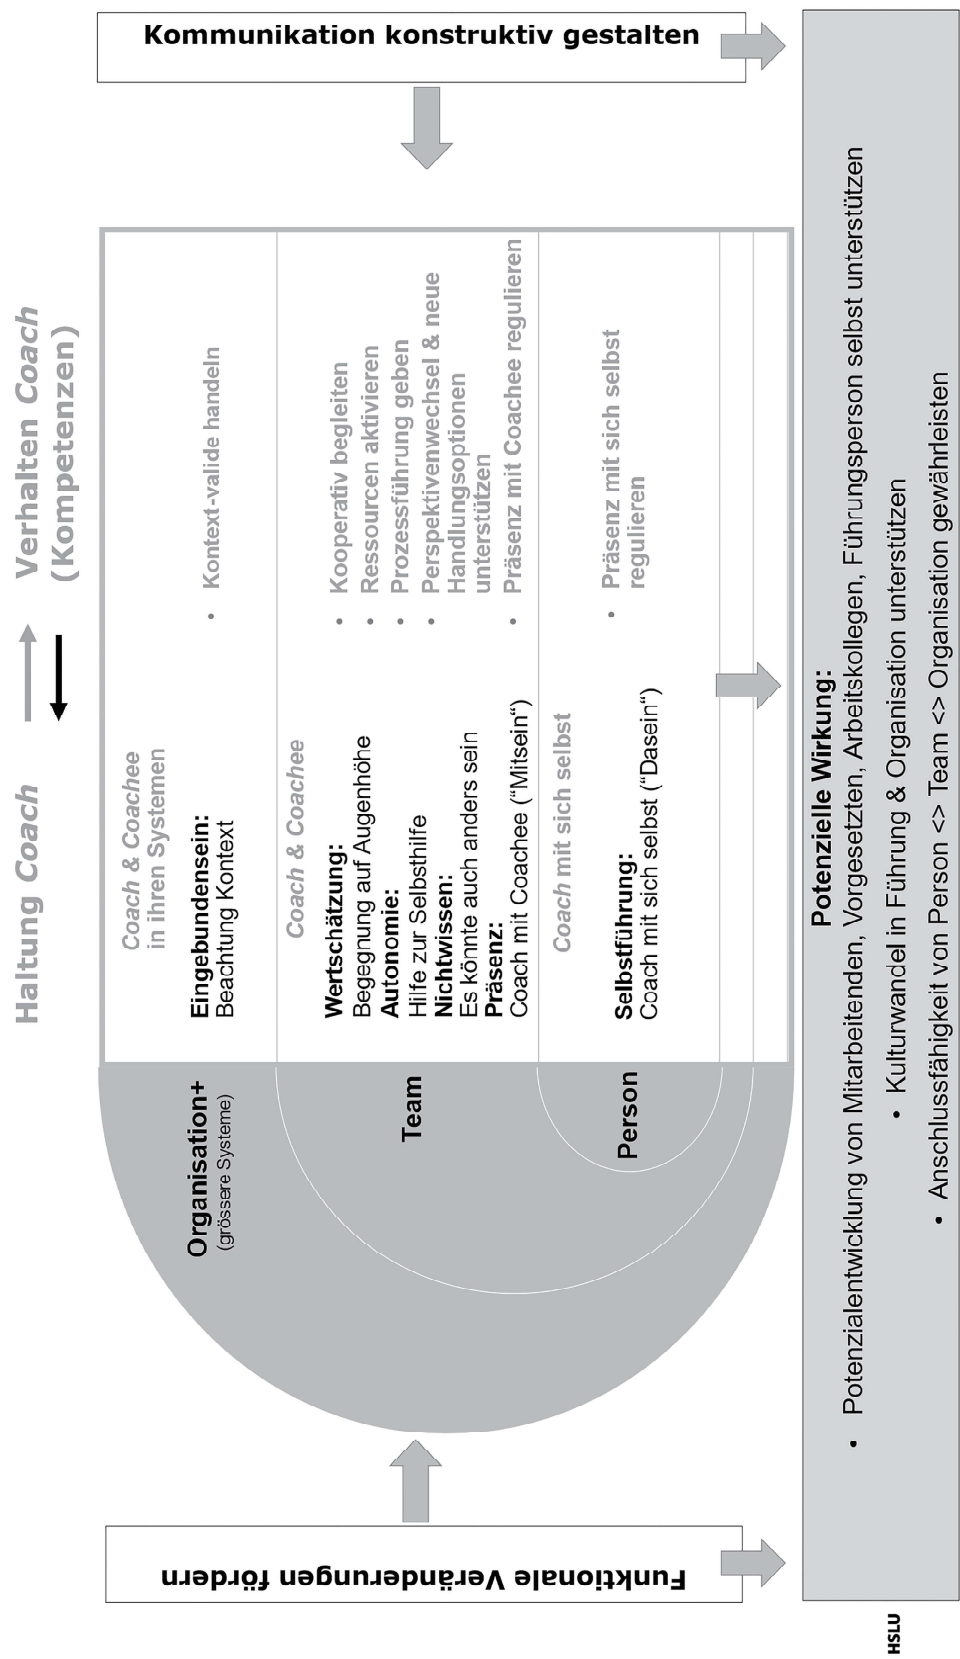 Haltung Coach
Verhalten Coach
(Kompetenzen)
Funktionale Veränderungen fördern
Organisation+
(grössere Systeme)
Coach & Coachee
in ihren Systemen
Eingebundensein:
Beachtung Kontext
• Kontext-valide handeln
Team
Coach & Coachee
Wertschätzung:
Begegnung auf Augenhöhe
Autonomie:
Hilfe zur Selbsthilfe
Nichtwissen:
Es könnte auch anders sein
Präsenz:
Coach mit Coachee (“Mitsein“)
• Kooperativ begleiten
• Ressourcen aktivieren
• Prozessführung geben
• Perspektivenwechsel & neue
Handlungsoptionen
unterstützen
• Präsenz mit Coachee regulieren
Person
Coach mit sich selbst
Selbstführung:
Coach mit sich selbst (“Dasein“)
• Präsenz mit sich selbst
regulieren
Kommunikation konstruktiv gestalten
Potenzielle Wirkung:
• Potenzialentwicklung von Mitarbeitenden, Vorgesetzten, Arbeitskollegen, Führungsperson selbst unterstützen
• Kulturwandel in Führung & Organisation unterstützen
• Anschlussfähigkeit von Person <> Team <> Organisation gewährleisten
HSLU